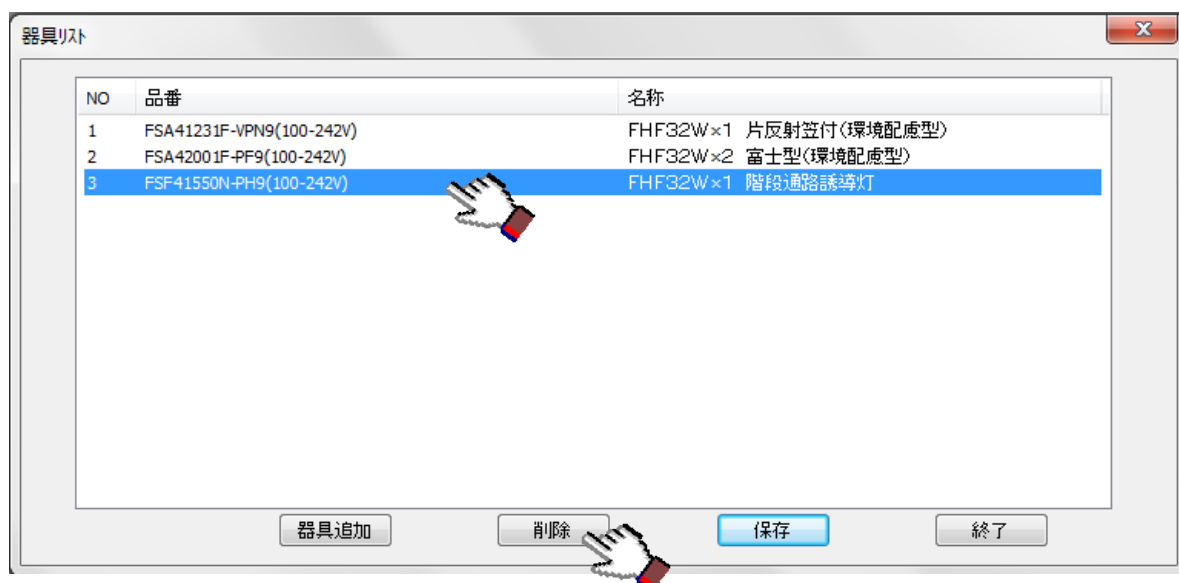 器具リスト
NO 品番 名称
1 FSA41231F-VPN9(100-242V) FHF32W×1 片反射笠付(環境配慮型)
2 FSA42001F-PF9(100-242V) FHF32W×2 富士型(環境配慮型)
3 FSF41550N-PH9(100-242V) FHF32W×1 階段通路誘導灯
器具追加 削除 保存 終了